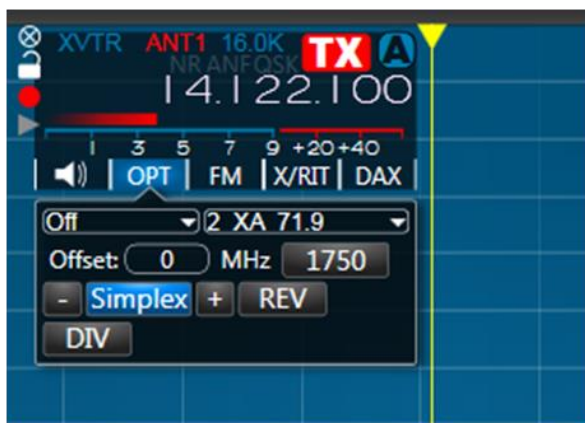 XVTR ANT1 16.0K TX A
NR ANF QSK
14.122.100
1 3 5 7 9 +20 +40
OPT FM X/RIT DAX
Off 2 XA 71.9
Offset: 0 MHz 1750
- Simplex + REV
DIV